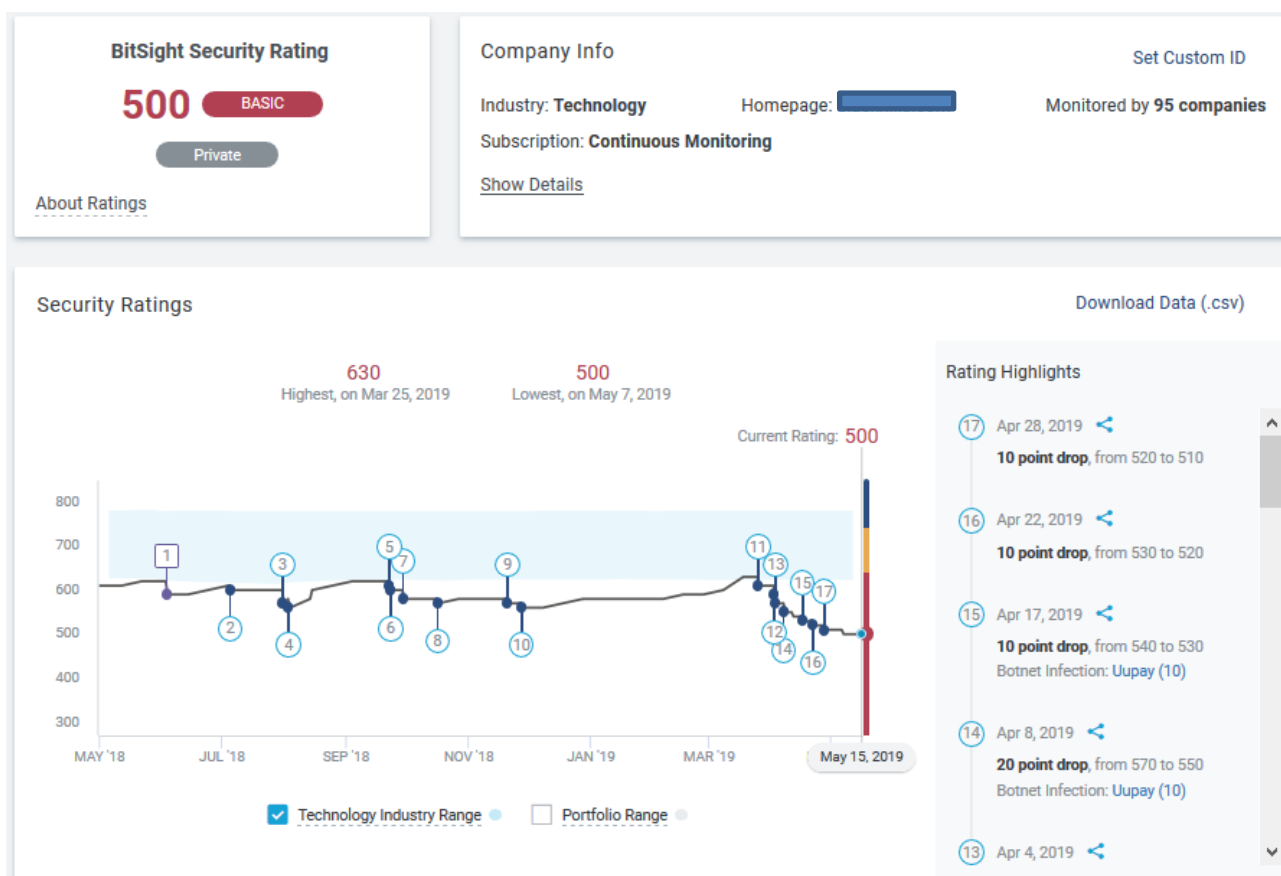 BitSight Security Rating
500 BASIC
Private
About Ratings
Company Info
Set Custom ID
Industry: Technology
Homepage:
Monitored by 95 companies
Subscription: Continuous Monitoring
Show Details
Security Ratings
Download Data (.csv)
630
Highest, on Mar 25, 2019
500
Lowest, on May 7, 2019
Current Rating: 500
800
700
600
500
400
300
1
2
3
4
5
6
7
8
9
10
11
12
13
14
15
16
17
MAY '18
JUL '18
SEP '18
NOV '18
JAN '19
MAR '19
May 15, 2019
Technology Industry Range
Portfolio Range
Rating Highlights
17 Apr 28, 2019
10 point drop, from 520 to 510
16 Apr 22, 2019
10 point drop, from 530 to 520
15 Apr 17, 2019
10 point drop, from 540 to 530
Botnet Infection: Uupay (10)
14 Apr 8, 2019
20 point drop, from 570 to 550
Botnet Infection: Uupay (10)
13 Apr 4, 2019